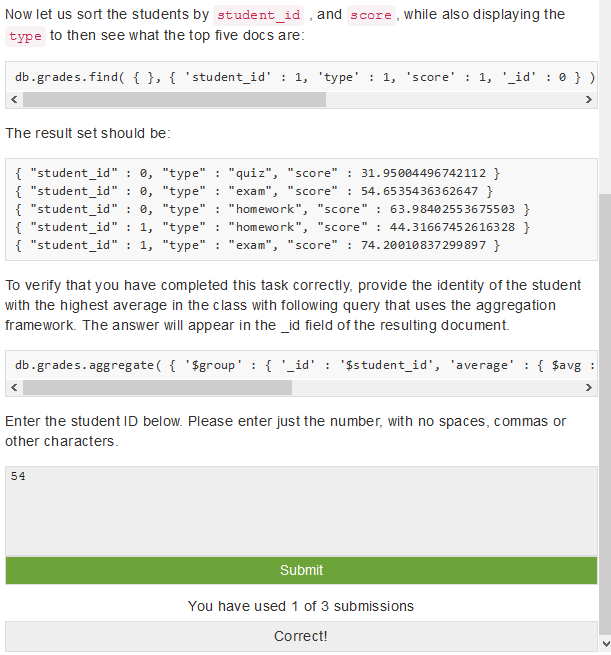 Now let us sort the students by student_id , and score , while also displaying the
type to then see what the top five docs are:
db.grades.find( { }, { 'student_id' : 1, 'type' : 1, 'score' : 1, '_id' : 0 } )
The result set should be:
{ "student_id" : 0, "type" : "quiz", "score" : 31.95004496742112 }
{ "student_id" : 0, "type" : "exam", "score" : 54.6535436362647 }
{ "student_id" : 0, "type" : "homework", "score" : 63.98402553675503 }
{ "student_id" : 1, "type" : "homework", "score" : 44.31667452616328 }
{ "student_id" : 1, "type" : "exam", "score" : 74.20010837299897 }
To verify that you have completed this task correctly, provide the identity of the student
with the highest average in the class with following query that uses the aggregation
framework. The answer will appear in the _id field of the resulting document.
db.grades.aggregate( { '$group' : { '_id' : '$student_id', 'average' : { $avg :
Enter the student ID below. Please enter just the number, with no spaces, commas or
other characters.
54
Submit
You have used 1 of 3 submissions
Correct!